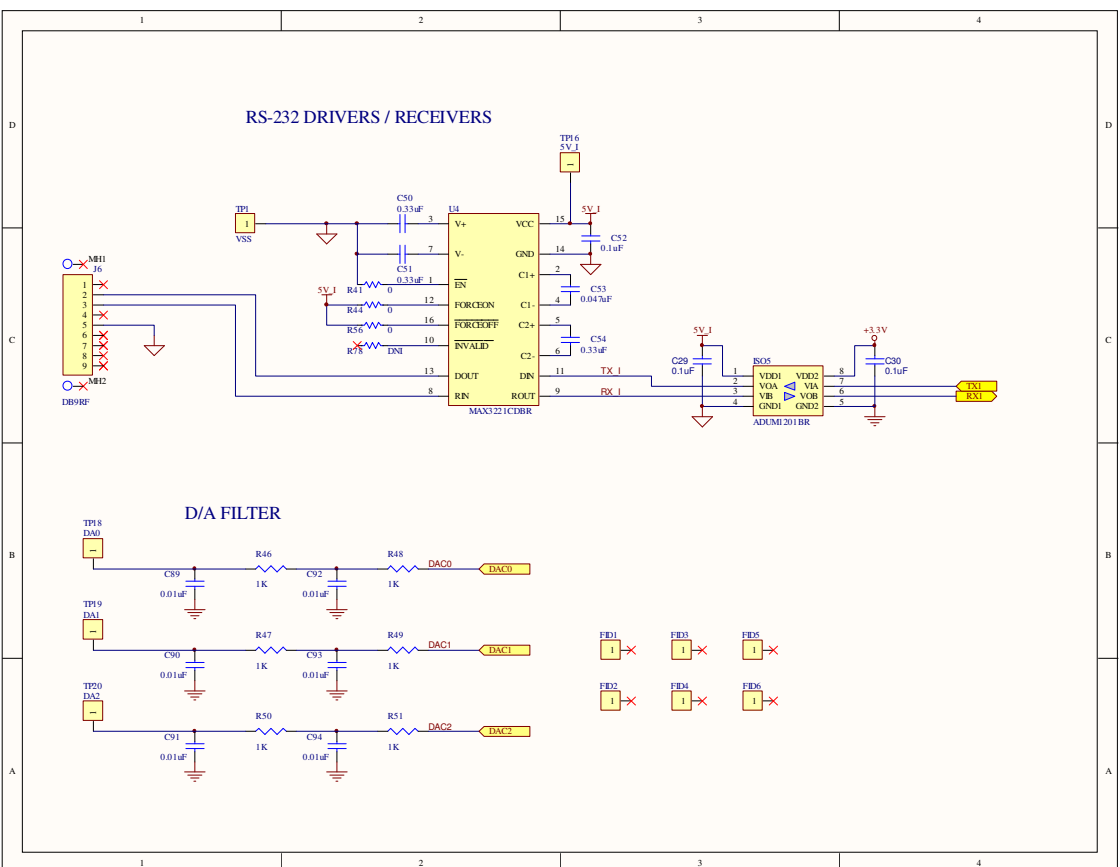 1 2 3 4
D D
RS-232 DRIVERS / RECEIVERS
TP16
5V_I
1
TP1
1
VSS
C50
0.33uF
C51
0.33uF
R41 0
5V_I
R44 0
R56 0
R78 DNI
U4
3 V+ VCC 15
7 V- GND 14
1 EN C1+ 2
12 FORCEON C1- 4
16 FORCEOFF C2+ 5
10 INVALID C2- 6
13 DOUT DIN 11
8 RIN ROUT 9
MAX3221CDBR
5V_I
C52
0.1uF
C53
0.047uF
C54
0.33uF
TX_I
RX_I
MH1
J6
1
2
3
4
5
6
7
8
9
MH2
DB9RF
C C
5V_I
C29
0.1uF
+3.3V
C30
0.1uF
ISO5
1 VDD1 VDD2 8
2 VOA VIA 7
3 VIB VOB 6
4 GND1 GND2 5
ADUM1201BR
TX1
RX1
D/A FILTER
B B
TP18
DA0
1
C89
0.01uF
R46
1K
C92
0.01uF
R48
1K
DAC0
DAC0
TP19
DA1
1
C90
0.01uF
R47
1K
C93
0.01uF
R49
1K
DAC1
DAC1
TP20
DA2
1
C91
0.01uF
R50
1K
C94
0.01uF
R51
1K
DAC2
DAC2
FID1 FID3 FID5
1 1 1
FID2 FID4 FID6
1 1 1
A A
1 2 3 4